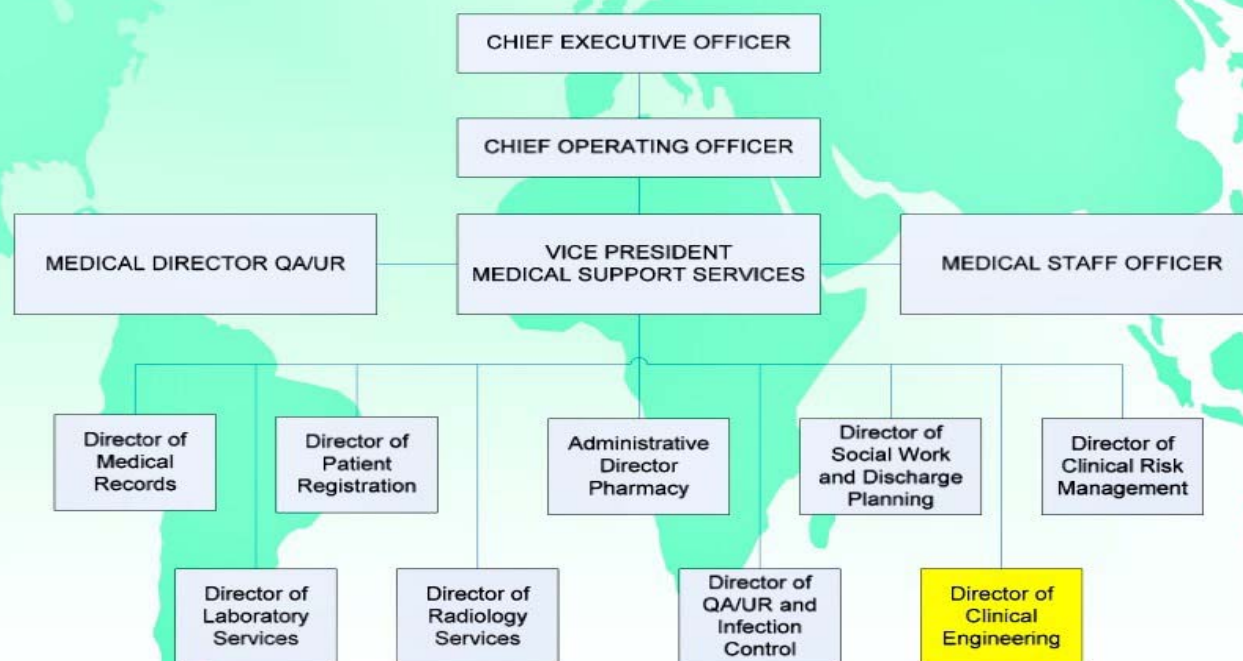 CHIEF EXECUTIVE OFFICER
CHIEF OPERATING OFFICER
MEDICAL DIRECTOR QA/UR
VICE PRESIDENT
MEDICAL SUPPORT SERVICES
MEDICAL STAFF OFFICER
Director of
Medical
Records
Director of
Patient
Registration
Administrative
Director
Pharmacy
Director of
Social Work
and Discharge
Planning
Director of
Clinical Risk
Management
Director of
Laboratory
Services
Director of
Radiology
Services
Director of
QA/UR and
Infection
Control
Director of
Clinical
Engineering